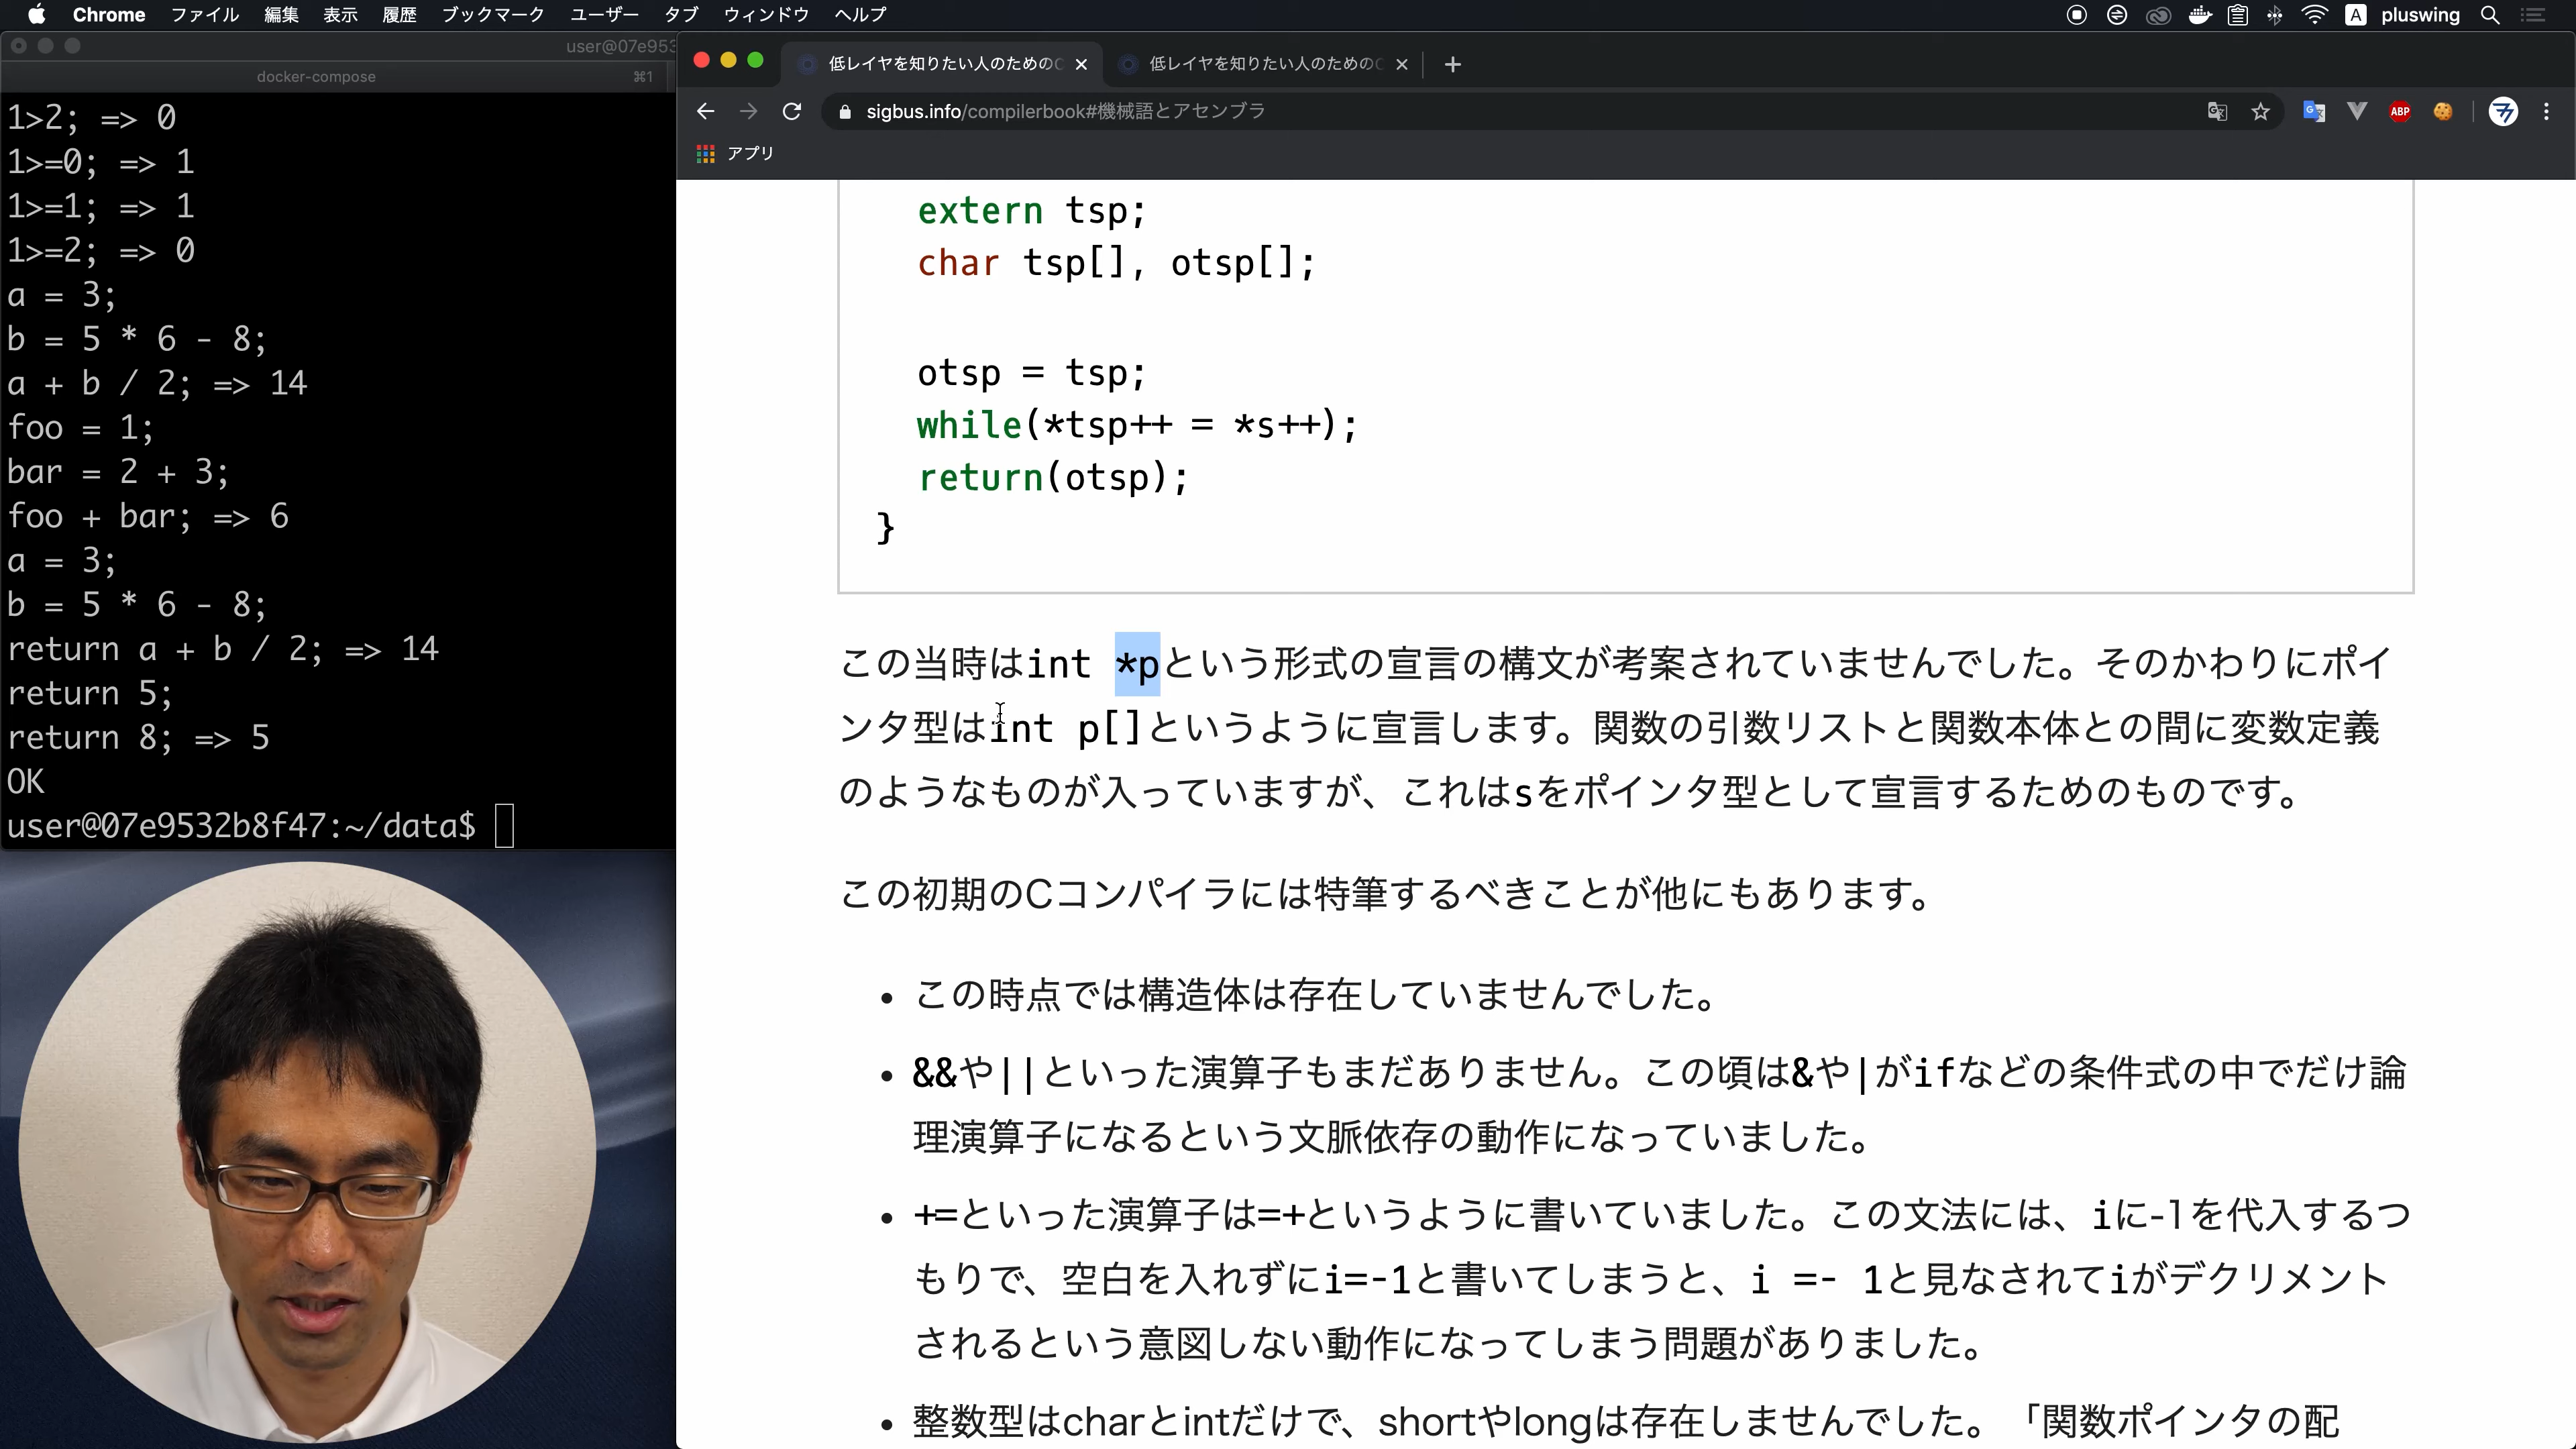 Chrome ファイル 編集 表示 履歴 ブックマーク ユーザー タブ ウィンドウ ヘルプ
A pluswing
user@07e953
docker-compose ⌘1
1>2; => 0
1>=0; => 1
1>=1; => 1
1>=2; => 0
a = 3;
b = 5 * 6 - 8;
a + b / 2; => 14
foo = 1;
bar = 2 + 3;
foo + bar; => 6
a = 3;
b = 5 * 6 - 8;
return a + b / 2; => 14
return 5;
return 8; => 5
OK
user@07e9532b8f47:~/data$
低レイヤを知りたい人のためのC
低レイヤを知りたい人のためのC
sigbus.info/compilerbook#機械語とアセンブラ
ABP
アプリ
extern tsp;
char tsp[], otsp[];
otsp = tsp;
while(*tsp++ = *s++);
return(otsp);
}
この当時はint *pという形式の宣言の構文が考案されていませんでした。そのかわりにポイ
ンタ型はint p[]というように宣言します。関数の引数リストと関数本体との間に変数定義
のようなものが入っていますが、これはsをポインタ型として宣言するためのものです。
この初期のCコンパイラには特筆するべきことが他にもあります。
• この時点では構造体は存在していませんでした。
• &&や||といった演算子もまだありません。この頃は&や|がifなどの条件式の中でだけ論
理演算子になるという文脈依存の動作になっていました。
• +=といった演算子は=+というように書いていました。この文法には、iに-1を代入するつ
もりで、空白を入れずにi=-1と書いてしまうと、i =- 1と見なされてiがデクリメント
されるという意図しない動作になってしまう問題がありました。
• 整数型はcharとintだけで、shortやlongは存在しませんでした。「関数ポインタの配